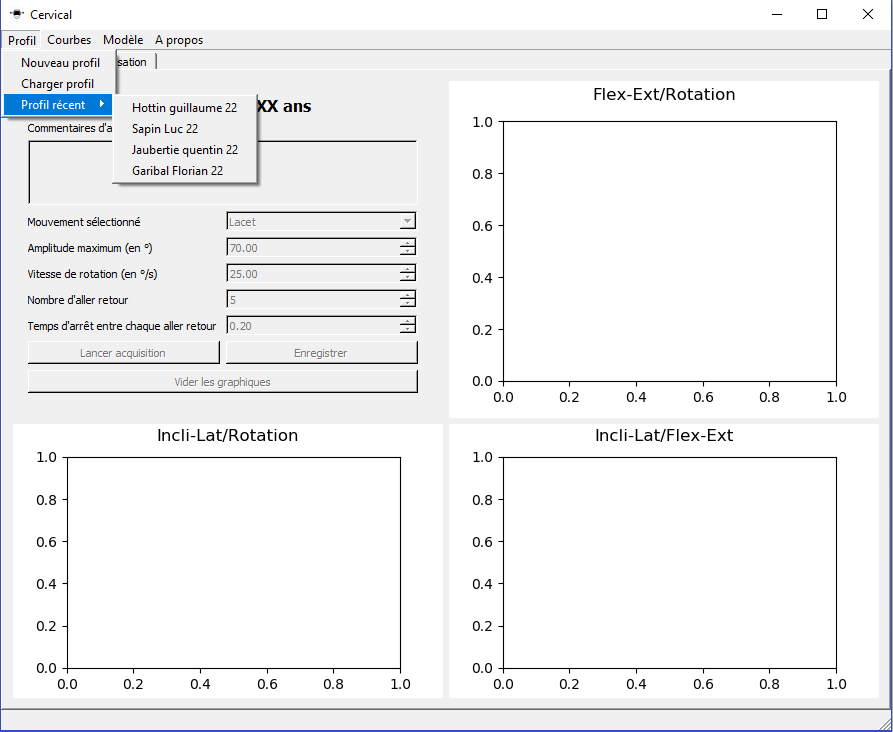 Cervical
Profil Courbes Modèle A propos
Nouveau profil
sation
Charger profil
Profil récent
Hottin guillaume 22
Sapin Luc 22
Jaubertie quentin 22
Garibal Florian 22
XX ans
Commentaires d'a
Mouvement sélectionné
Lacet
Amplitude maximum (en °)
70.00
Vitesse de rotation (en °/s)
25.00
Nombre d'aller retour
5
Temps d'arrêt entre chaque aller retour
0.20
Lancer acquisition
Enregistrer
Vider les graphiques
Flex-Ext/Rotation
1.0
0.8
0.6
0.4
0.2
0.0
0.0 0.2 0.4 0.6 0.8 1.0
Incli-Lat/Rotation
1.0
0.8
0.6
0.4
0.2
0.0
0.0 0.2 0.4 0.6 0.8 1.0
Incli-Lat/Flex-Ext
1.0
0.8
0.6
0.4
0.2
0.0
0.0 0.2 0.4 0.6 0.8 1.0